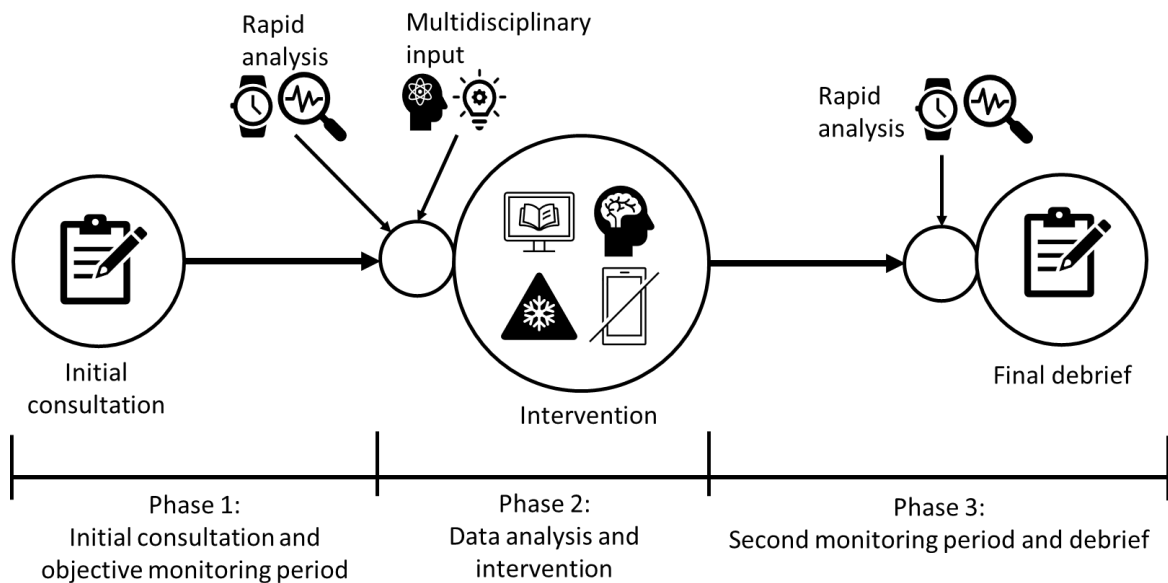 Rapid
analysis
Multidisciplinary
input
Rapid
analysis
Initial
consultation
Intervention
Final debrief
Phase 1:
Initial consultation and
objective monitoring period
Phase 2:
Data analysis and
intervention
Phase 3:
Second monitoring period and debrief